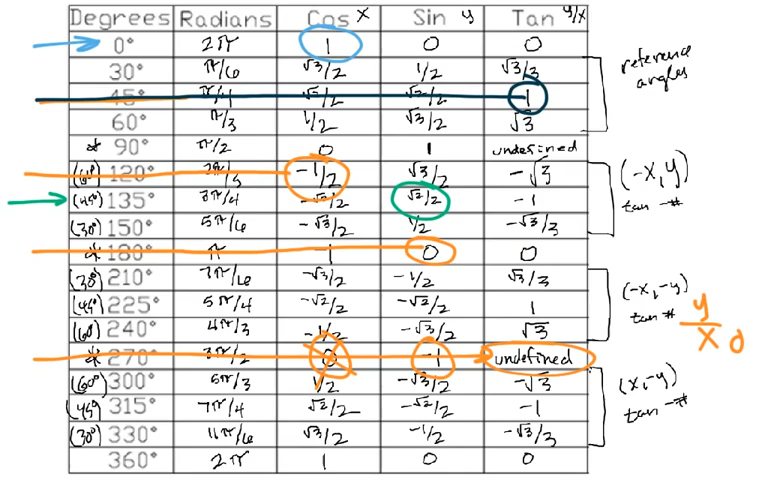 Degrees Radians Cos x Sin y Tan y/x
0° 2π 1 0 0
30° π/6 √3/2 1/2 √3/3
45° π/4 √2/2 √2/2 1
60° π/3 1/2 √3/2 √3
* 90° π/2 0 1 undefined
(60°) 120° 2π/3 -1/2 √3/2 -√3
(45°) 135° 3π/4 -√2/2 √2/2 -1
(30°) 150° 5π/6 -√3/2 1/2 -√3/3
* 180° π -1 0 0
(30°) 210° 7π/6 -√3/2 -1/2 √3/3
(45°) 225° 5π/4 -√2/2 -√2/2 1
(60°) 240° 4π/3 -1/2 -√3/2 √3
* 270° 3π/2 0 -1 undefined
(60°) 300° 5π/3 1/2 -√3/2 -√3
(45°) 315° 7π/4 √2/2 -√2/2 -1
(30°) 330° 11π/6 √3/2 -1/2 -√3/3
360° 2π 1 0 0
reference
angles
(-x, y)
tan -#
(-x, -y)
tan #
y/x 0
(x, -y)
tan -#